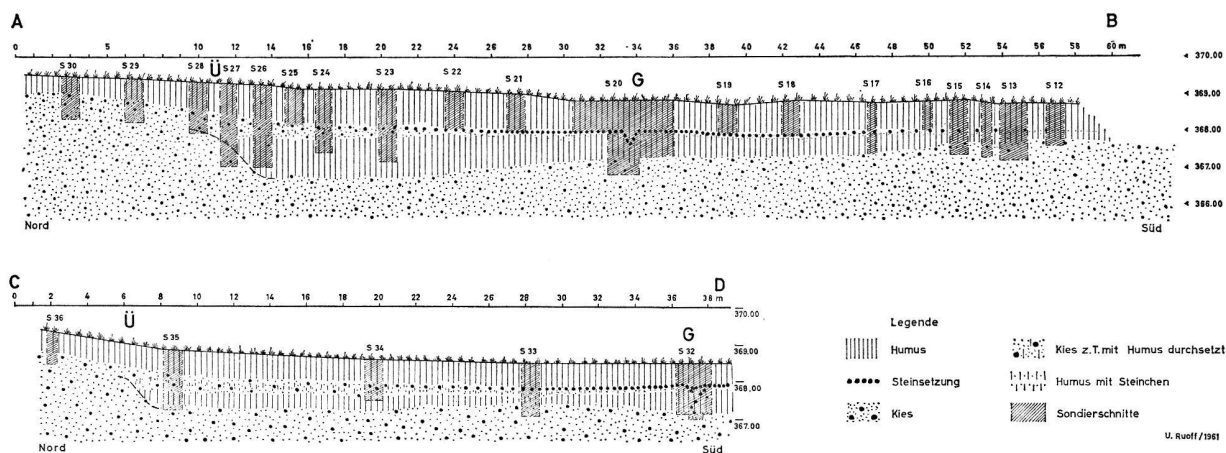 A B
0 5 10 12 14 16 18 20 22 24 26 28 30 32 34 36 38 40 42 44 46 48 50 52 54 56 58 60 m
370.00
S 30 S 29 S 28 Ü S 27 S 26 S 25 S 24 S 23 S 22 S 21 S 20 G S 19 S 18 S 17 S 16 S 15 S 14 S 13 S 12
369.00
368.00
367.00
366.00
Nord Süd
C D
0 2 4 6 8 10 12 14 16 18 20 22 24 26 28 30 32 34 36 38 m
370.00
S 36 Ü S 35 S 34 S 33 G S 32
369.00
368.00
367.00
Nord Süd
Legende
Humus
Steinsetzung
Kies
Kies z.T. mit Humus durchsetzt
Humus mit Steinchen
Sondierschnitte
U. Ruoff/1961